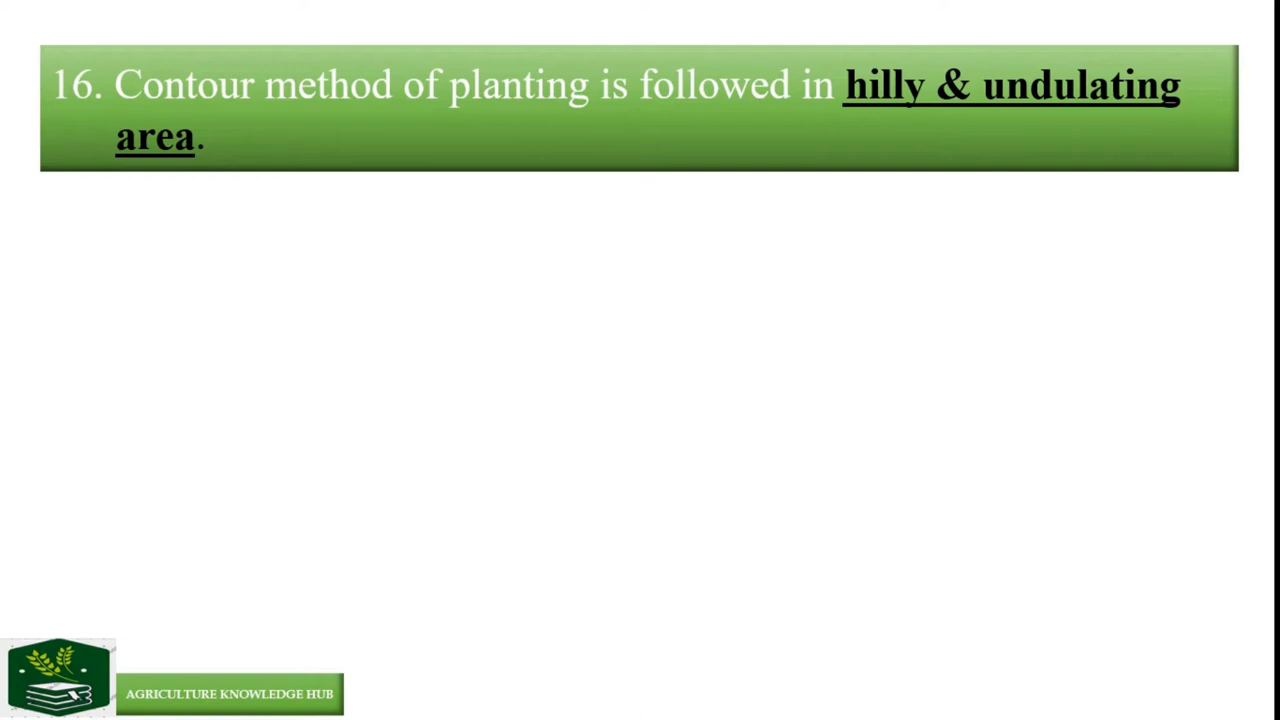 16. Contour method of planting is followed in hilly & undulating
area.
AGRICULTURE KNOWLEDGE HUB